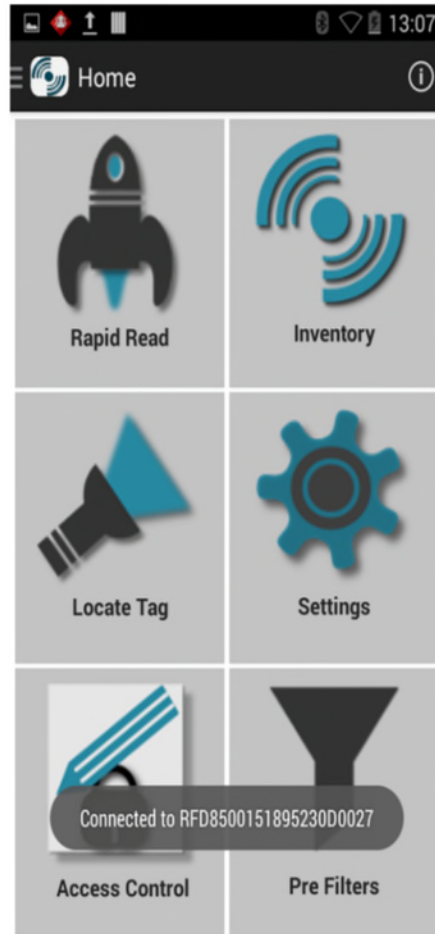 13:07
Home
Rapid Read
Inventory
Locate Tag
Settings
Connected to RFD8500151895230D0027
Access Control
Pre Filters